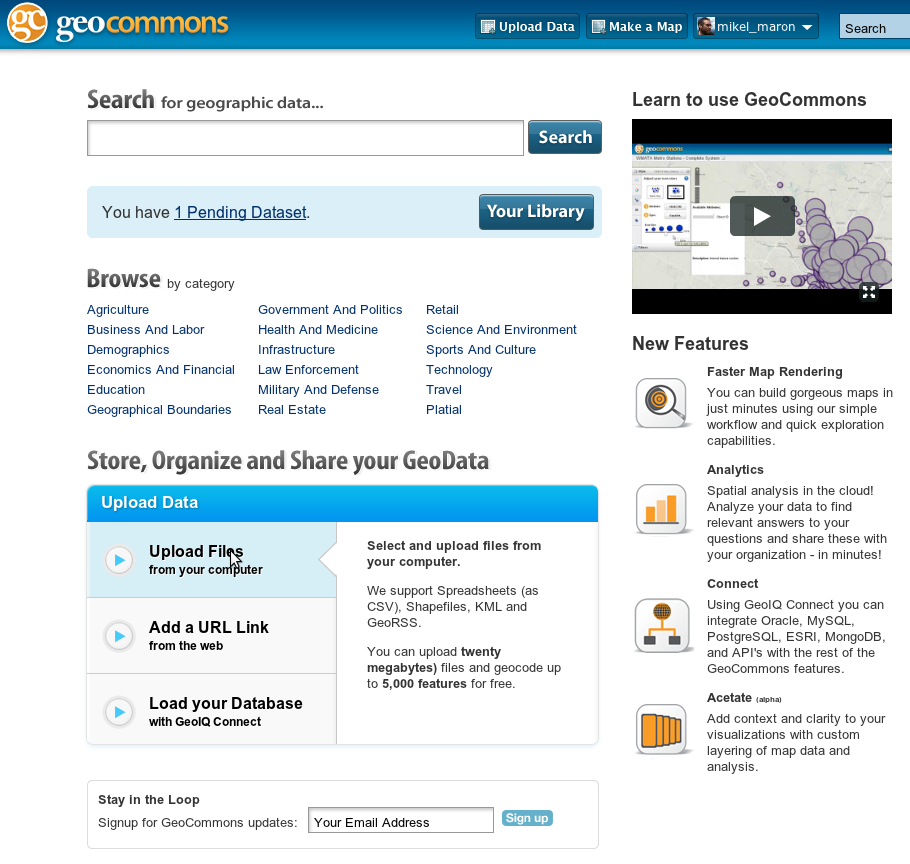 geocommons
Upload Data
Make a Map
mikel_maron
Search
Search for geographic data...
Search
You have 1 Pending Dataset.
Your Library
Browse by category
Agriculture
Business And Labor
Demographics
Economics And Financial
Education
Geographical Boundaries
Government And Politics
Health And Medicine
Infrastructure
Law Enforcement
Military And Defense
Real Estate
Retail
Science And Environment
Sports And Culture
Technology
Travel
Platial
Store, Organize and Share your GeoData
Upload Data
Upload Files
from your computer
Add a URL Link
from the web
Load your Database
with GeoIQ Connect
Select and upload files from
your computer.
We support Spreadsheets (as
CSV), Shapefiles, KML and
GeoRSS.
You can upload twenty
megabytes) files and geocode up
to 5,000 features for free.
Stay in the Loop
Signup for GeoCommons updates:
Your Email Address
Sign up
Learn to use GeoCommons
geocommons
WMATA Metro Stations - Complete System
New Features
Faster Map Rendering
You can build gorgeous maps in
just minutes using our simple
workflow and quick exploration
capabilities.
Analytics
Spatial analysis in the cloud!
Analyze your data to find
relevant answers to your
questions and share these with
your organization - in minutes!
Connect
Using GeoIQ Connect you can
integrate Oracle, MySQL,
PostgreSQL, ESRI, MongoDB,
and API's with the rest of the
GeoCommons features.
Acetate (alpha)
Add context and clarity to your
visualizations with custom
layering of map data and
analysis.